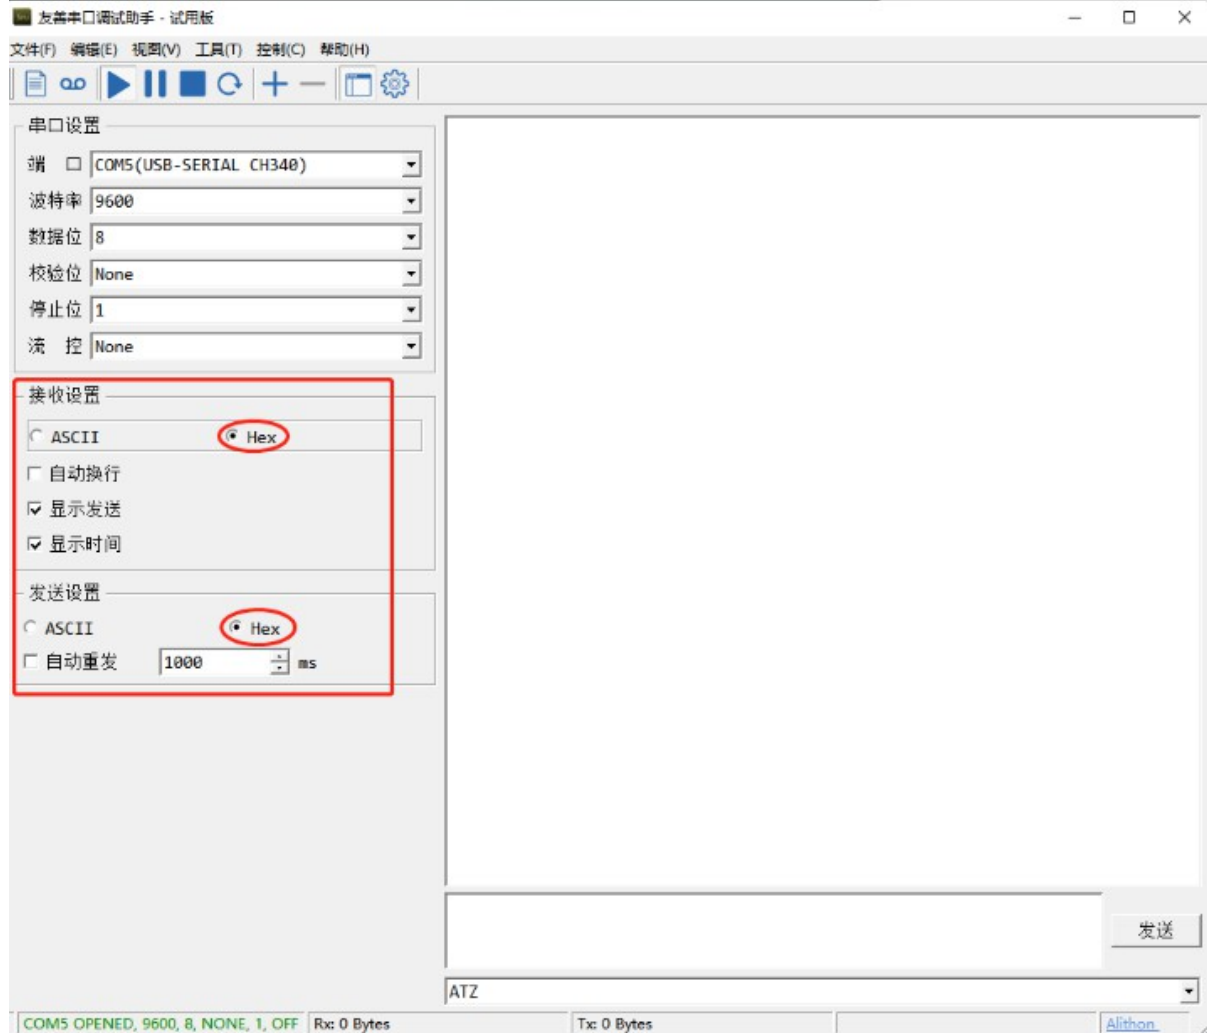 友善串口调试助手 - 试用版
文件(F) 编辑(E) 视图(V) 工具(T) 控制(C) 帮助(H)
串口设置
端 口 COM5(USB-SERIAL CH340)
波特率 9600
数据位 8
校验位 None
停止位 1
流 控 None
接收设置
ASCII Hex
自动换行
显示发送
显示时间
发送设置
ASCII Hex
自动重发 1000 ms
发送
ATZ
COM5 OPENED, 9600, 8, NONE, 1, OFF Rx: 0 Bytes Tx: 0 Bytes Alithon